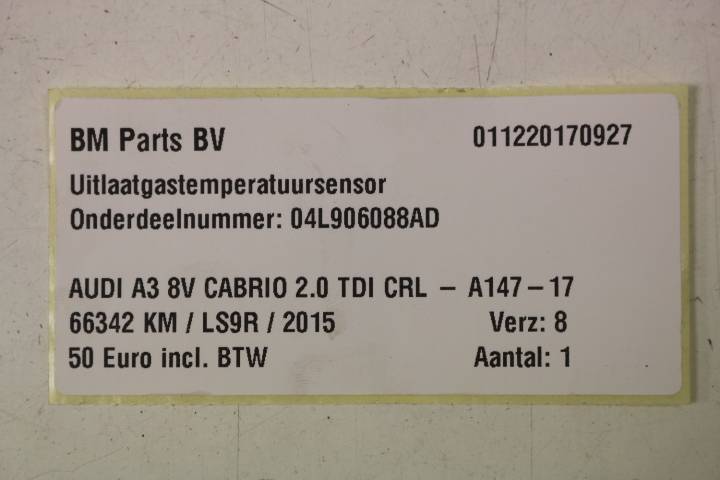 BM Parts BV 011220170927
Uitlaatgastemperatuursensor
Onderdeelnummer: 04L906088AD
AUDI A3 8V CABRIO 2.0 TDI CRL – A147-17
66342 KM / LS9R / 2015 Verz: 8
50 Euro incl. BTW Aantal: 1